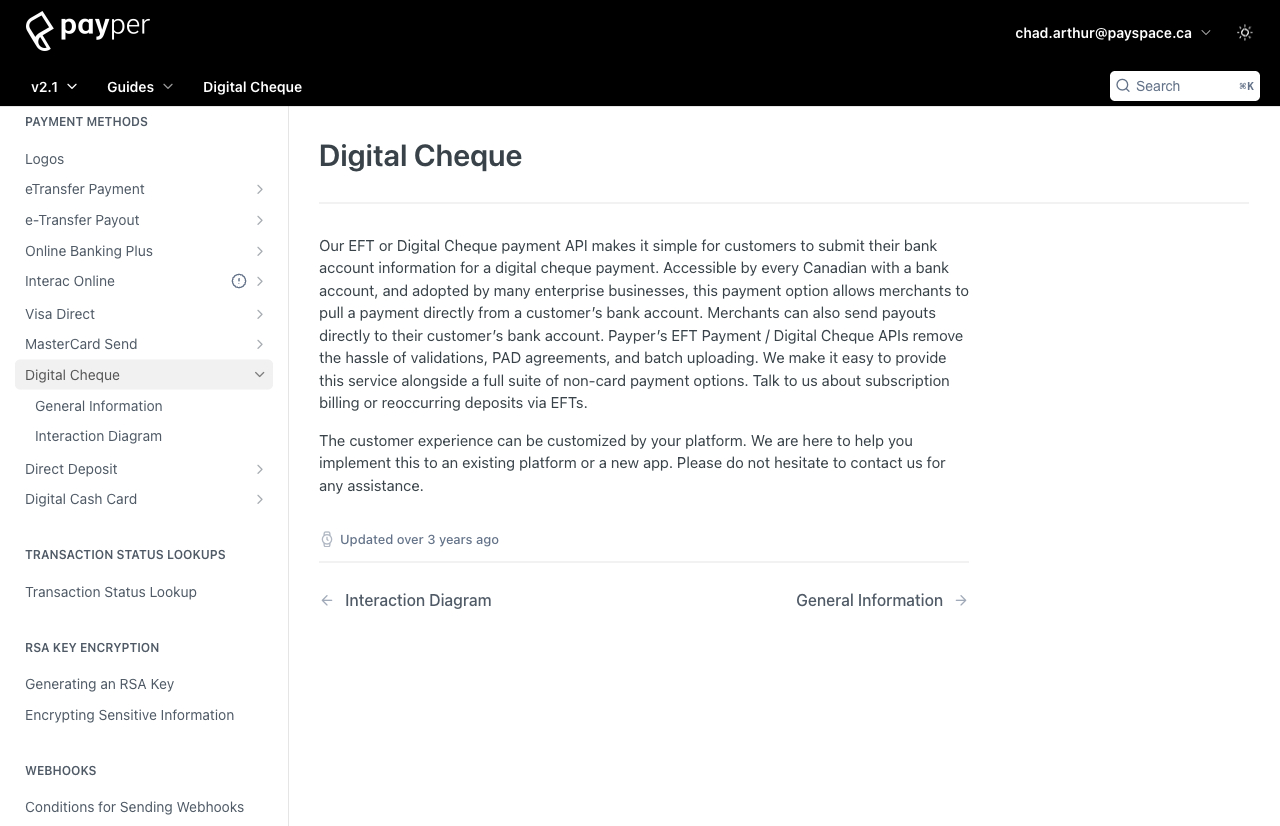 payper
chad.arthur@payspace.ca
v2.1
Guides
Digital Cheque
Search
⌘K
PAYMENT METHODS
Logos
eTransfer Payment
e-Transfer Payout
Online Banking Plus
Interac Online
Visa Direct
MasterCard Send
Digital Cheque
General Information
Interaction Diagram
Direct Deposit
Digital Cash Card
TRANSACTION STATUS LOOKUPS
Transaction Status Lookup
RSA KEY ENCRYPTION
Generating an RSA Key
Encrypting Sensitive Information
WEBHOOKS
Conditions for Sending Webhooks
Digital Cheque
Our EFT or Digital Cheque payment API makes it simple for customers to submit their bank
account information for a digital cheque payment. Accessible by every Canadian with a bank
account, and adopted by many enterprise businesses, this payment option allows merchants to
pull a payment directly from a customer’s bank account. Merchants can also send payouts
directly to their customer’s bank account. Payper’s EFT Payment / Digital Cheque APIs remove
the hassle of validations, PAD agreements, and batch uploading. We make it easy to provide
this service alongside a full suite of non-card payment options. Talk to us about subscription
billing or reoccurring deposits via EFTs.
The customer experience can be customized by your platform. We are here to help you
implement this to an existing platform or a new app. Please do not hesitate to contact us for
any assistance.
Updated over 3 years ago
Interaction Diagram
General Information